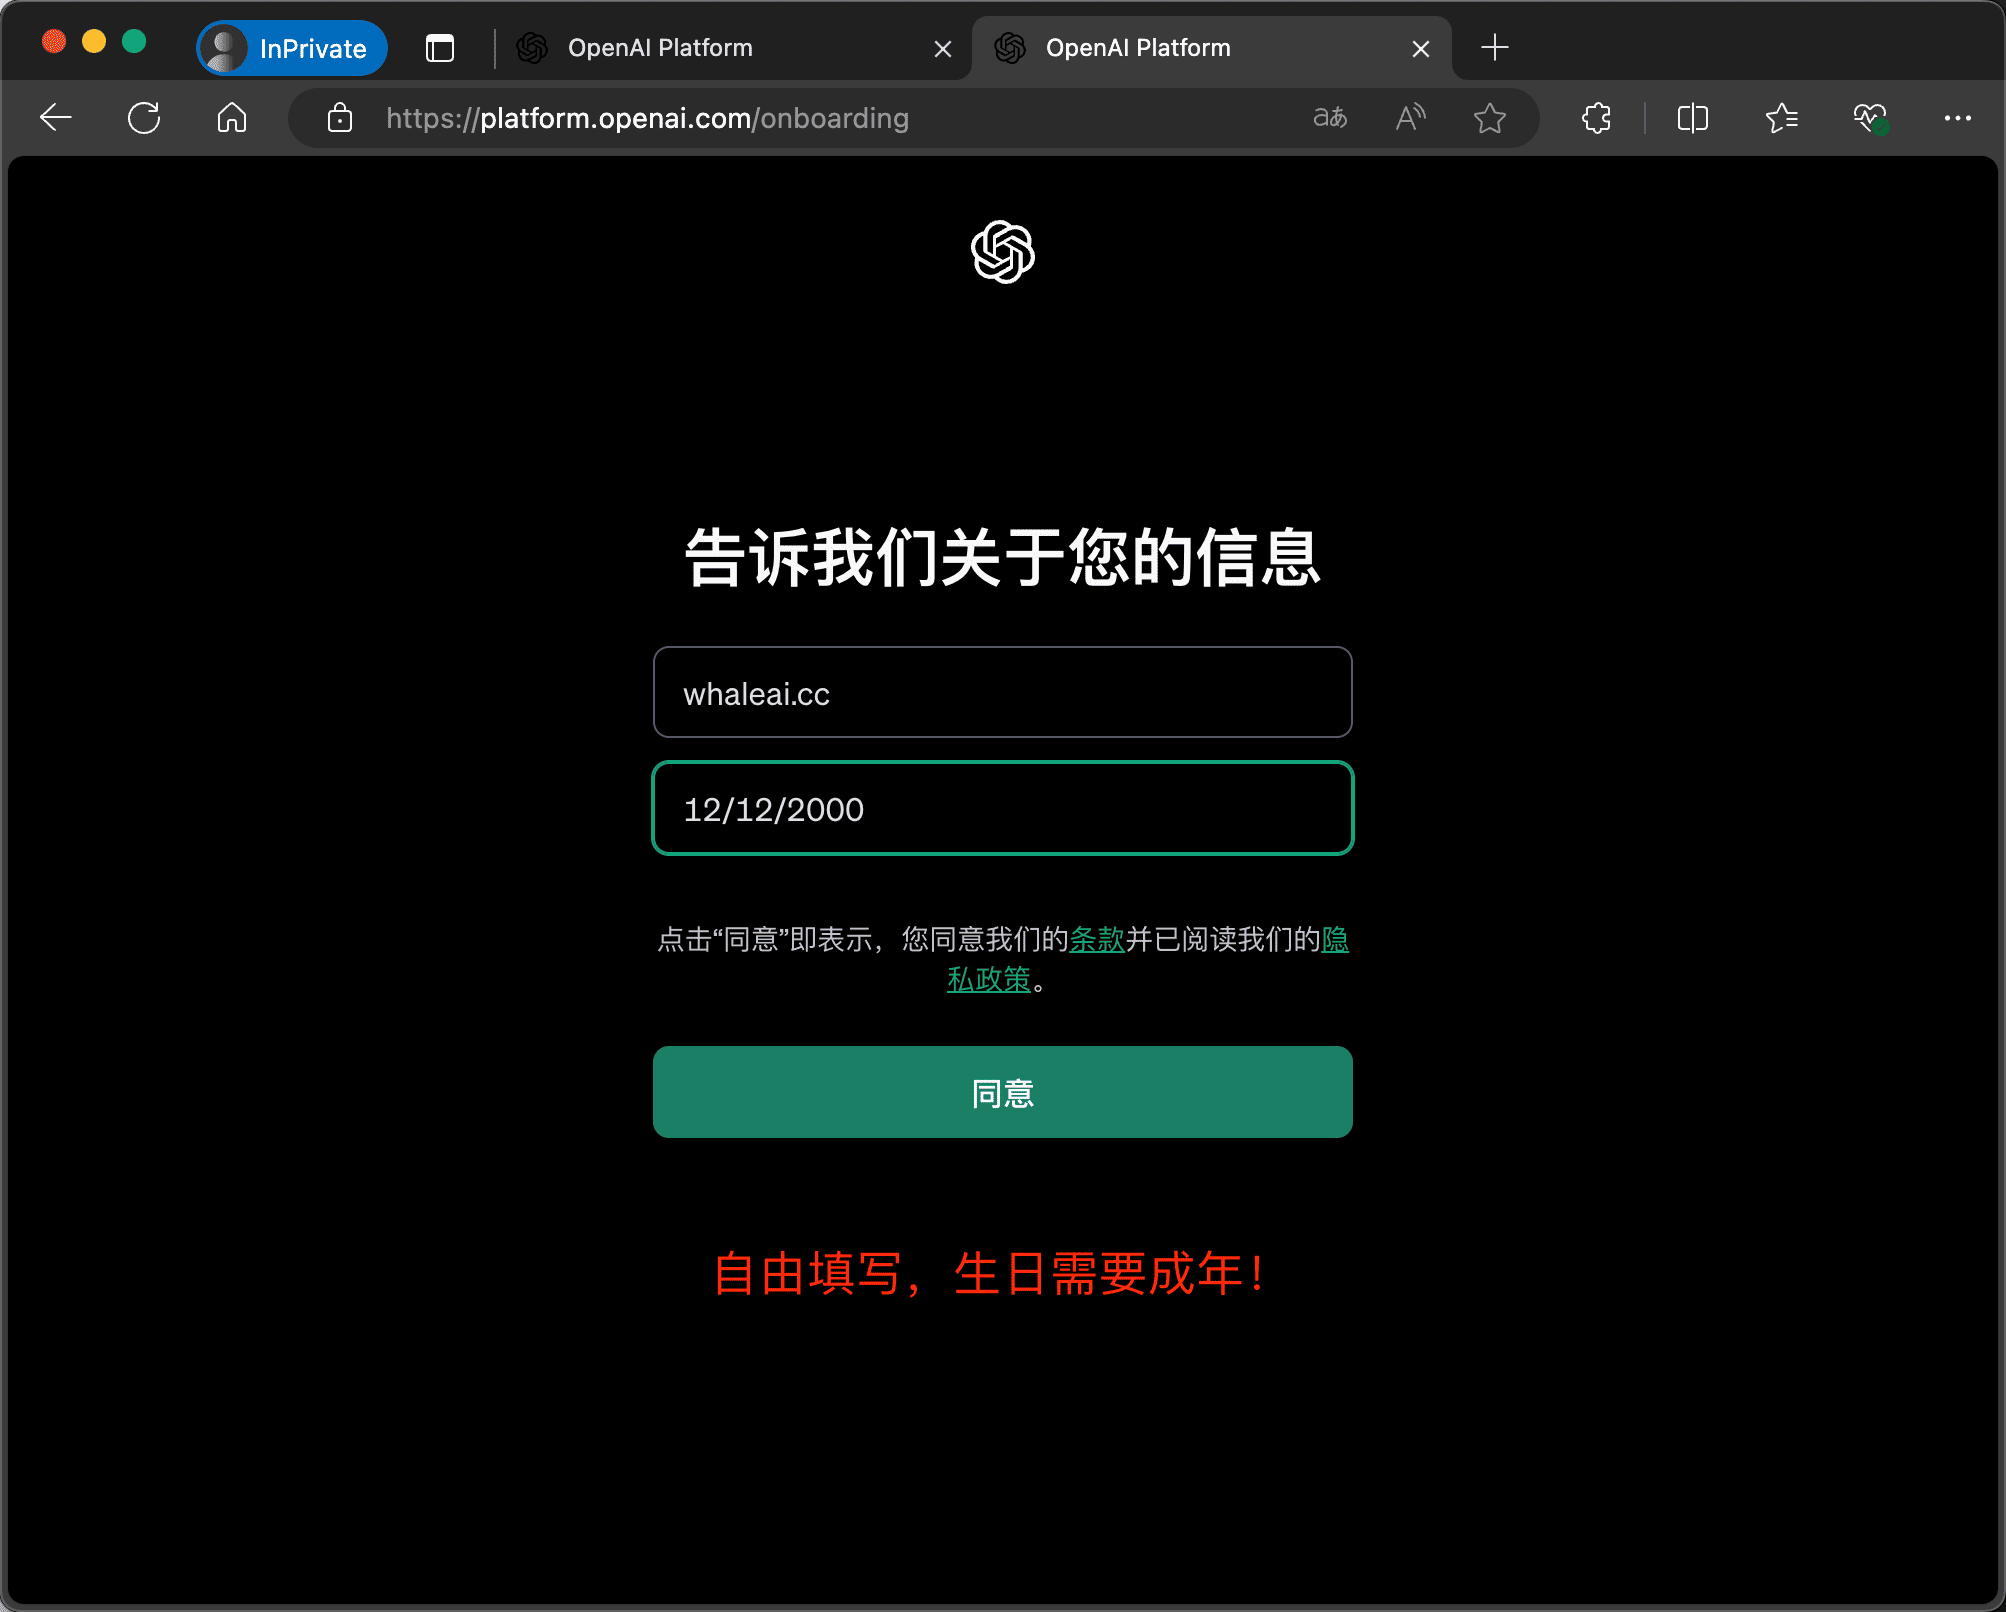 InPrivate
OpenAI Platform
OpenAI Platform
https://platform.openai.com/onboarding
告诉我们关于您的信息
whaleai.cc
12/12/2000
点击“同意”即表示，您同意我们的条款并已阅读我们的隐
私政策。
同意
自由填写，生日需要成年！